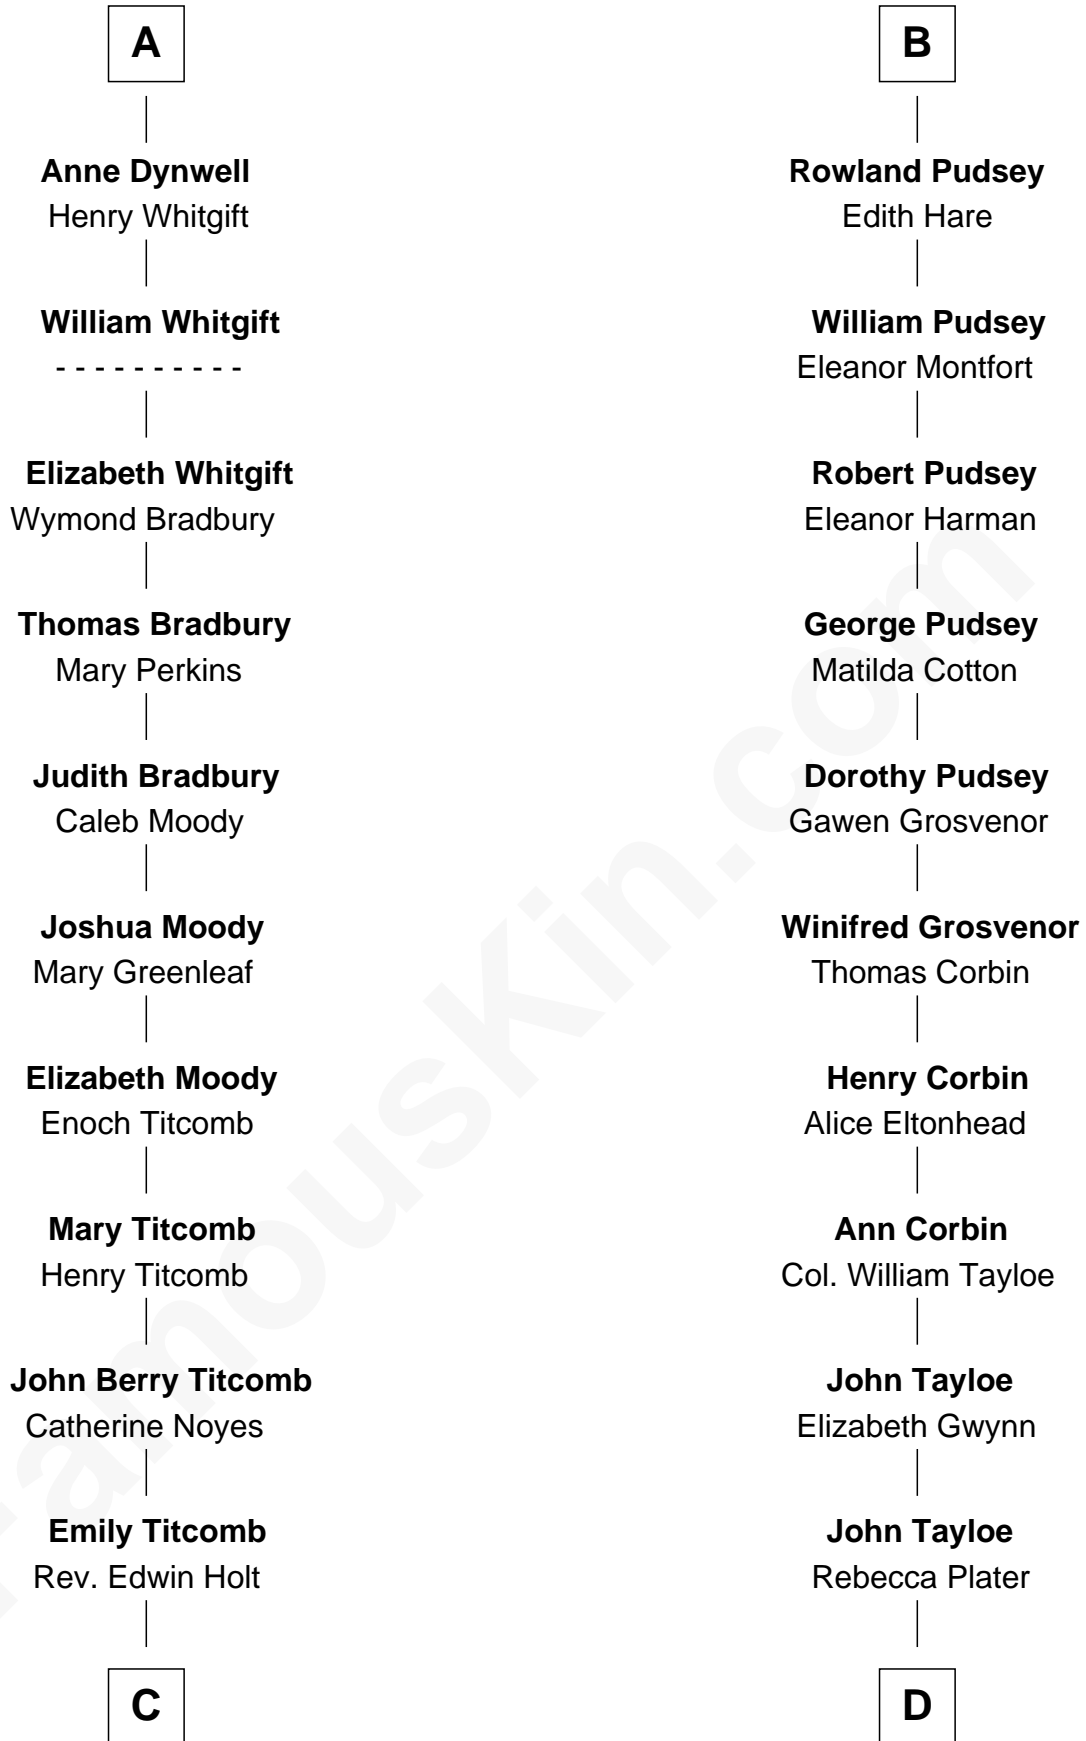 A
Anne Dynwell
Henry Whitgift
William Whitgift
- - - - - - - - - -
Elizabeth Whitgift
Wymond Bradbury
Thomas Bradbury
Mary Perkins
Judith Bradbury
Caleb Moody
Joshua Moody
Mary Greenleaf
Elizabeth Moody
Enoch Titcomb
Mary Titcomb
Henry Titcomb
John Berry Titcomb
Catherine Noyes
Emily Titcomb
Rev. Edwin Holt
C
B
Rowland Pudsey
Edith Hare
William Pudsey
Eleanor Montfort
Robert Pudsey
Eleanor Harman
George Pudsey
Matilda Cotton
Dorothy Pudsey
Gawen Grosvenor
Winifred Grosvenor
Thomas Corbin
Henry Corbin
Alice Eltonhead
Ann Corbin
Col. William Tayloe
John Tayloe
Elizabeth Gwynn
John Tayloe
Rebecca Plater
D
FamousKin.com